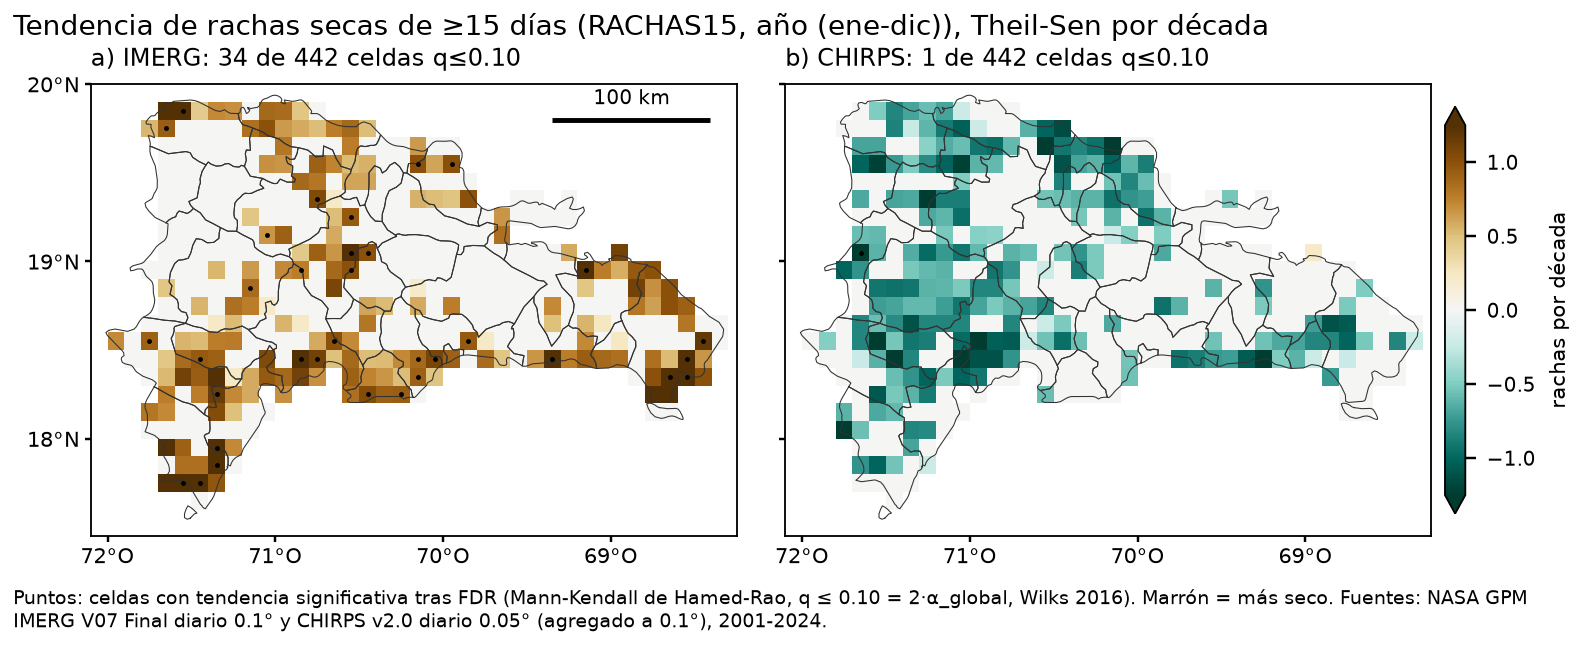 Tendencia de rachas secas de ≥15 días (RACHAS15, año (ene-dic)), Theil-Sen por década
a) IMERG: 34 de 442 celdas q≤0.10
b) CHIRPS: 1 de 442 celdas q≤0.10
20°N
19°N
18°N
100 km
72°O
71°O
70°O
69°O
72°O
71°O
70°O
69°O
1.0
0.5
0.0
−0.5
−1.0
rachas por década
Puntos: celdas con tendencia significativa tras FDR (Mann-Kendall de Hamed-Rao, q ≤ 0.10 = 2·α_global, Wilks 2016). Marrón = más seco. Fuentes: NASA GPM
IMERG V07 Final diario 0.1° y CHIRPS v2.0 diario 0.05° (agregado a 0.1°), 2001-2024.